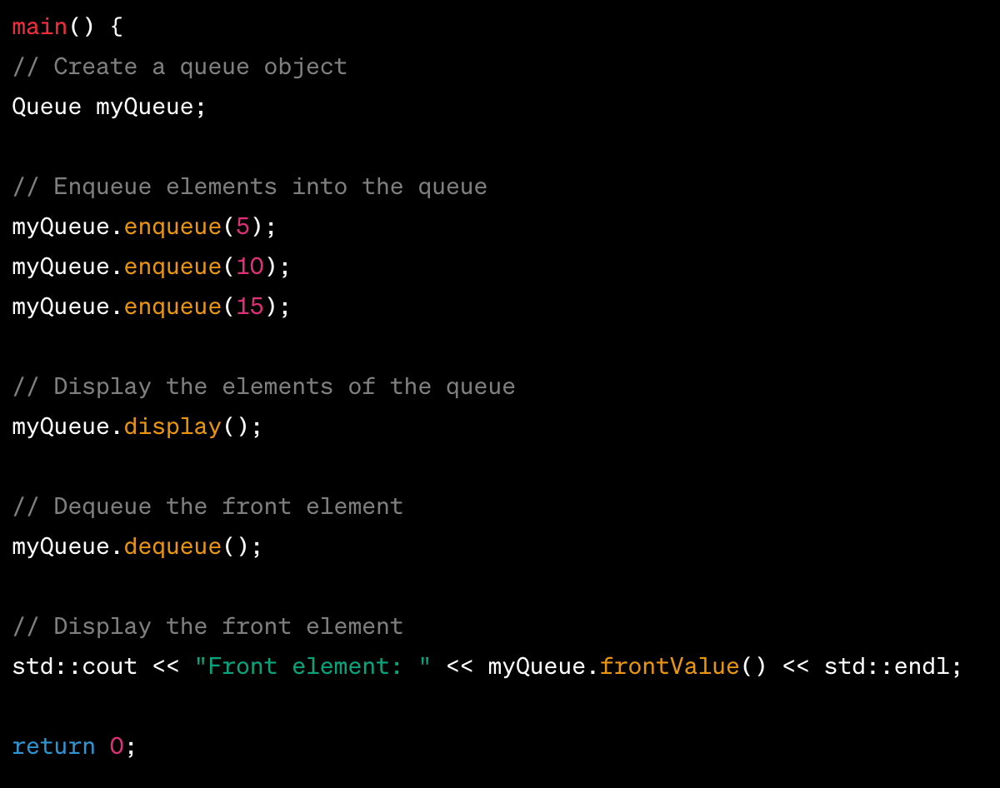 main() {
// Create a queue object
Queue myQueue;

// Enqueue elements into the queue
myQueue.enqueue(5);
myQueue.enqueue(10);
myQueue.enqueue(15);

// Display the elements of the queue
myQueue.display();

// Dequeue the front element
myQueue.dequeue();

// Display the front element
std::cout << "Front element: " << myQueue.frontValue() << std::endl;

return 0;